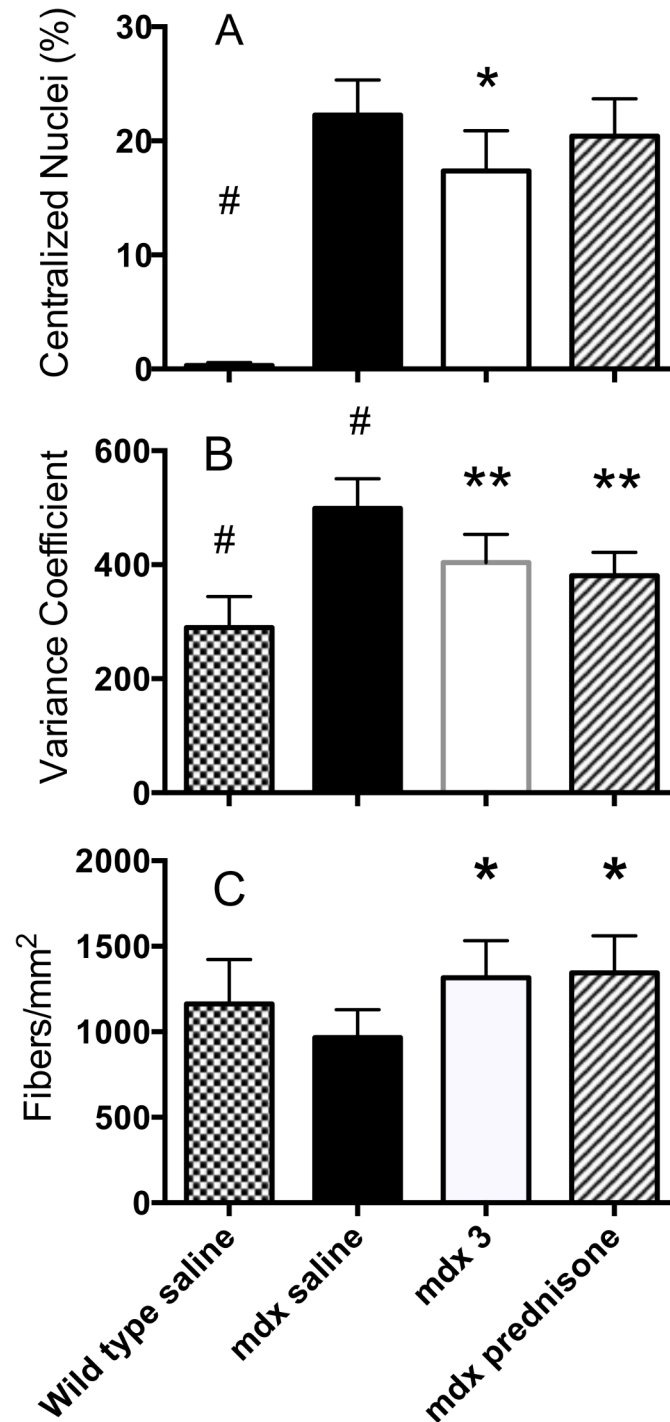 A
Centralized Nuclei (%)
30
20
10
0
#
*
B
Variance Coefficient
600
400
200
0
#
#
**
**
C
Fibers/mm²
2000
1500
1000
500
0
*
*
Wild type saline
mdx saline
mdx 3
mdx prednisone